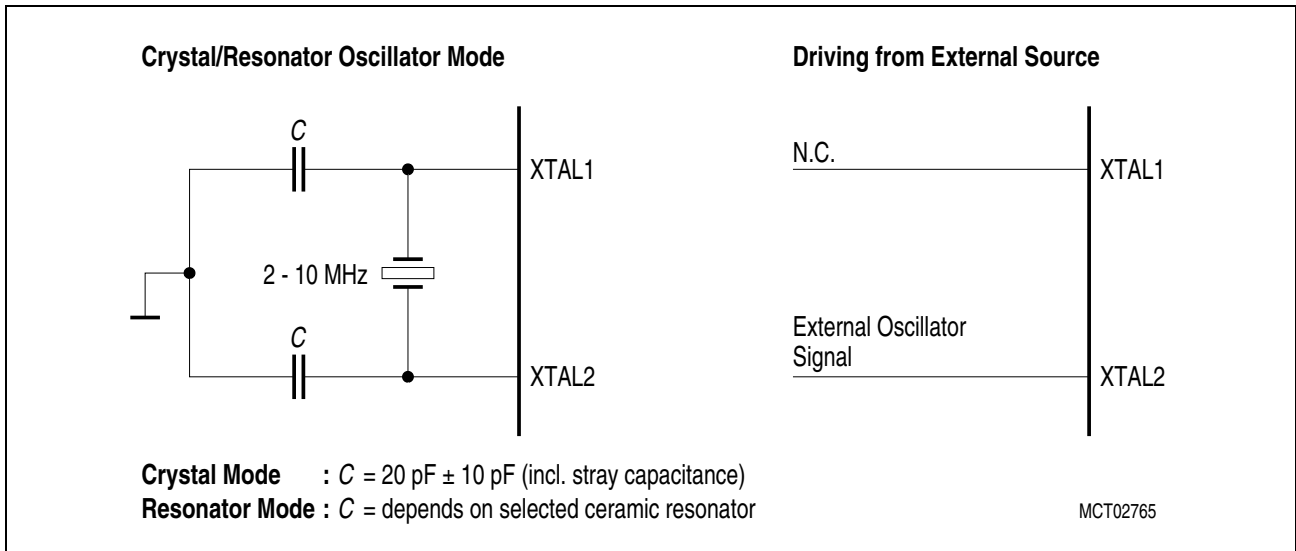 Crystal/Resonator Oscillator Mode
Driving from External Source
C
XTAL1
N.C.
XTAL1
2 - 10 MHz
C
XTAL2
External Oscillator
Signal
XTAL2
Crystal Mode : C = 20 pF ± 10 pF (incl. stray capacitance)
Resonator Mode : C = depends on selected ceramic resonator
MCT02765